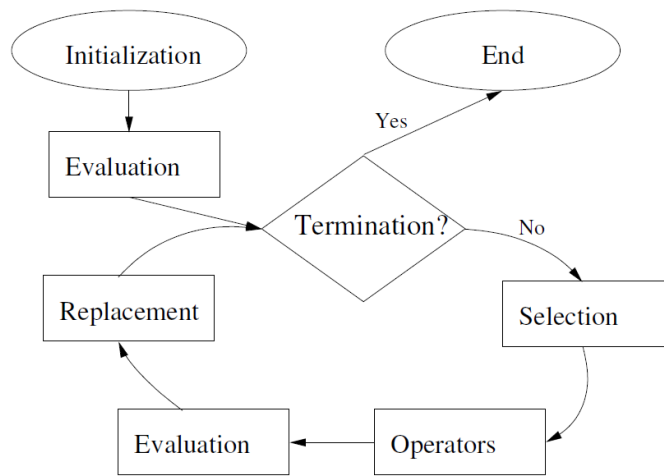 Initialization
End
Yes
Evaluation
Termination?
No
Replacement
Selection
Evaluation
Operators